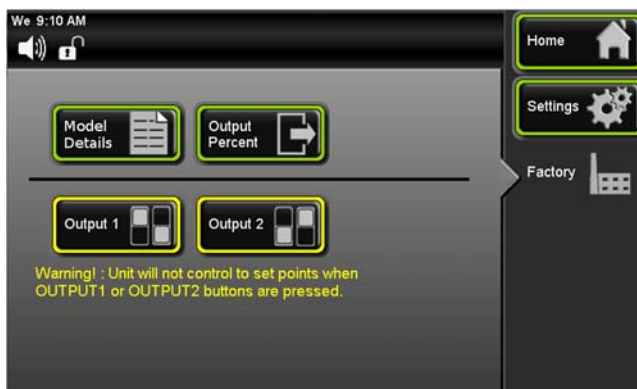 We 9:10 AM
Home
Settings
Factory
Model
Details
Output
Percent
Output 1
Output 2
Warning! : Unit will not control to set points when
OUTPUT1 or OUTPUT2 buttons are pressed.